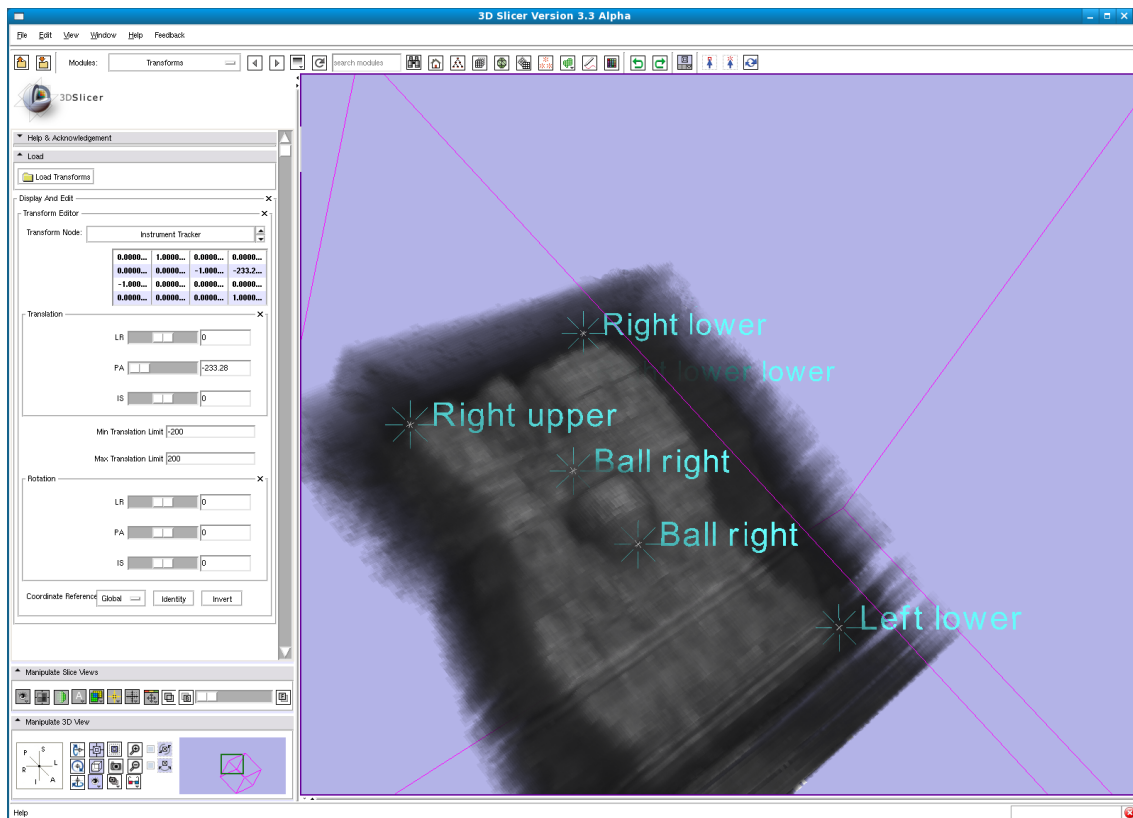 3D Slicer Version 3.3 Alpha
File Edit View Window Help Feedback
Modules: Transforms search modules
3DSlicer
Help & Acknowledgement
Load
Load Transforms
Display And Edit
Transform Editor
Transform Node: Instrument Tracker
0.0000... 1.0000... 0.0000... 0.0000...
0.0000... 0.0000... -1.000... -233.2...
-1.000... 0.0000... 0.0000... 0.0000...
0.0000... 0.0000... 0.0000... 1.0000...
Translation
LR 0
PA -233.28
IS 0
Min Translation Limit -200
Max Translation Limit 200
Rotation
LR 0
PA 0
IS 0
Coordinate Reference Global Identity Invert
Manipulate Slice Views
Manipulate 3D View
P S
R L
I A
Help
Right lower
lower lower
Right upper
Ball right
Ball right
Left lower